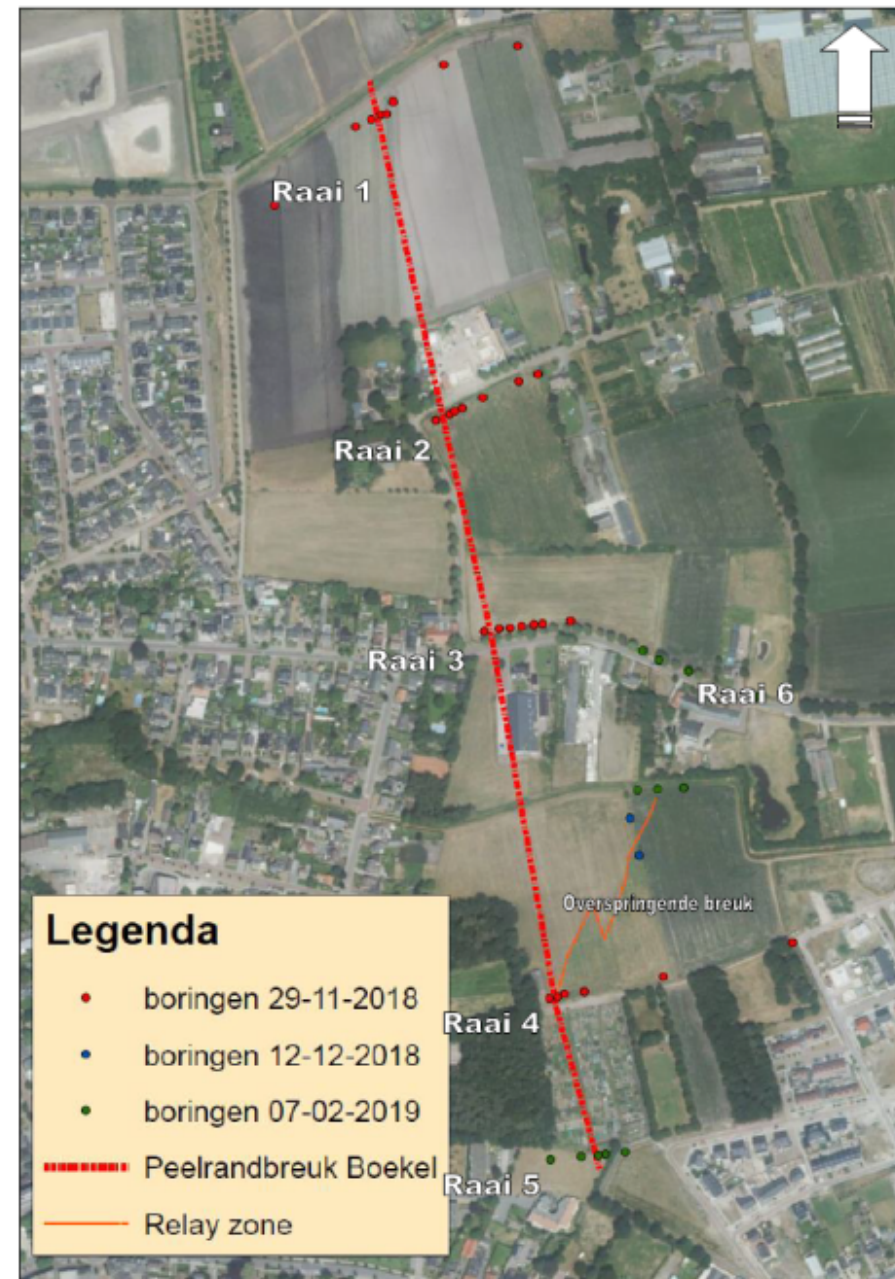 Raai 1
Raai 2
Raai 3
Raai 6
Overspringende breuk
Raai 4
Raai 5
Legenda
boringen 29-11-2018
boringen 12-12-2018
boringen 07-02-2019
Peelrandbreuk Boekel
Relay zone